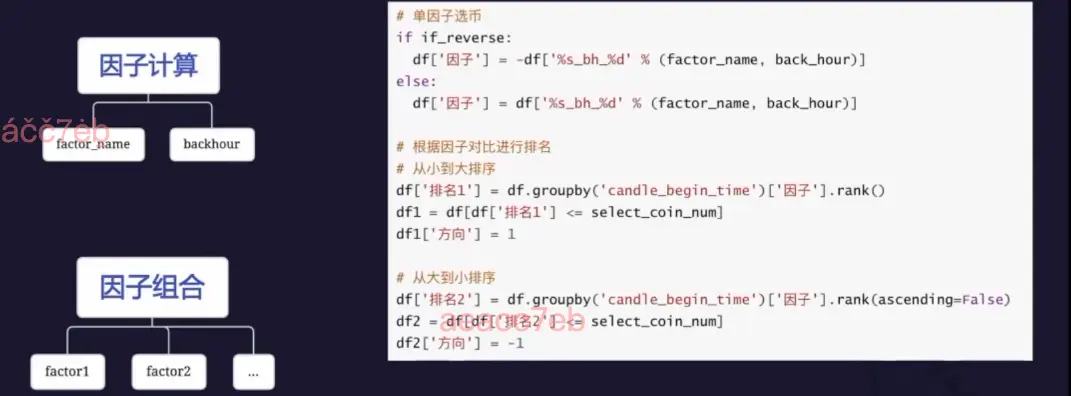 因子计算
factor_name
backhour
áčč7èb
因子组合
factor1
factor2
...
# 单因子选币
if if_reverse:
df['因子'] = -df['%s_bh_%d' % (factor_name, back_hour)]
else:
df['因子'] = df['%s_bh_%d' % (factor_name, back_hour)]
# 根据因子对比进行排名
# 从小到大排序
df['排名1'] = df.groupby('candle_begin_time')['因子'].rank()
df1 = df[df['排名1'] <= select_coin_num]
df1['方向'] = 1
# 从大到小排序
df['排名2'] = df.groupby('candle_begin_time')['因子'].rank(ascending=False)
df2 = df[df['排名2'] <= select_coin_num]
df2['方向'] = -1